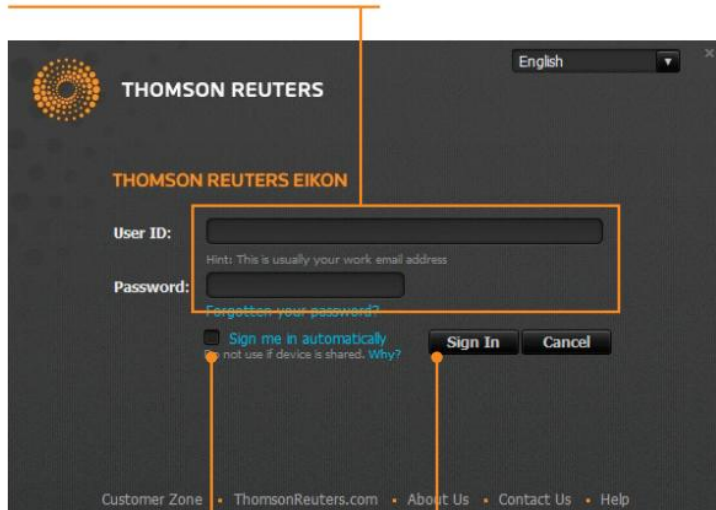 English
THOMSON REUTERS
THOMSON REUTERS EIKON
User ID:
Hint: This is usually your work email address
Password:
Forgotten your password?
Sign me in automatically
Do not use if device is shared. Why?
Sign In Cancel
Customer Zone • ThomsonReuters.com • About Us • Contact Us • Help